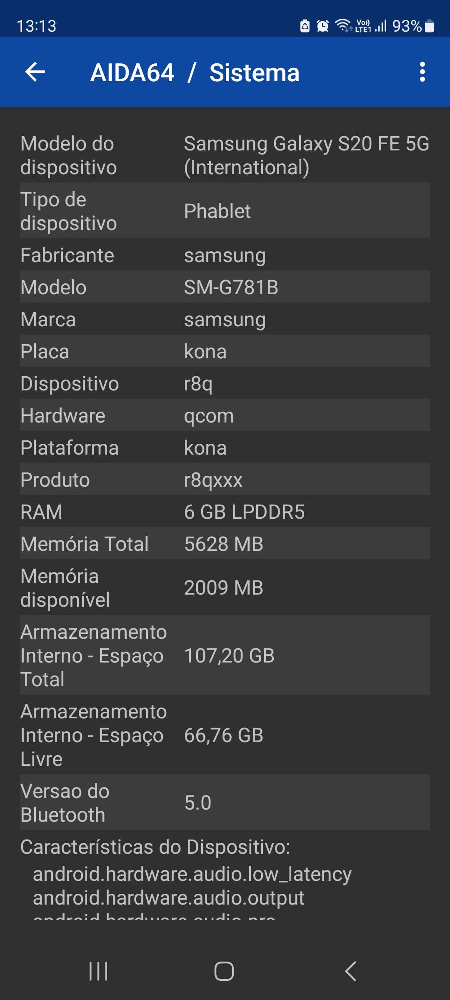 13:13
Vo)) LTE1 93%
AIDA64 / Sistema
Modelo do dispositivo
Samsung Galaxy S20 FE 5G (International)
Tipo de dispositivo
Phablet
Fabricante samsung
Modelo SM-G781B
Marca samsung
Placa kona
Dispositivo r8q
Hardware qcom
Plataforma kona
Produto r8qxxx
RAM 6 GB LPDDR5
Memória Total 5628 MB
Memória disponível
2009 MB
Armazenamento
Interno - Espaço 107,20 GB
Total
Armazenamento
Interno - Espaço 66,76 GB
Livre
Versao do
Bluetooth
5.0
Características do Dispositivo:
android.hardware.audio.low_latency
android.hardware.audio.output
android.hardware.audio.pro